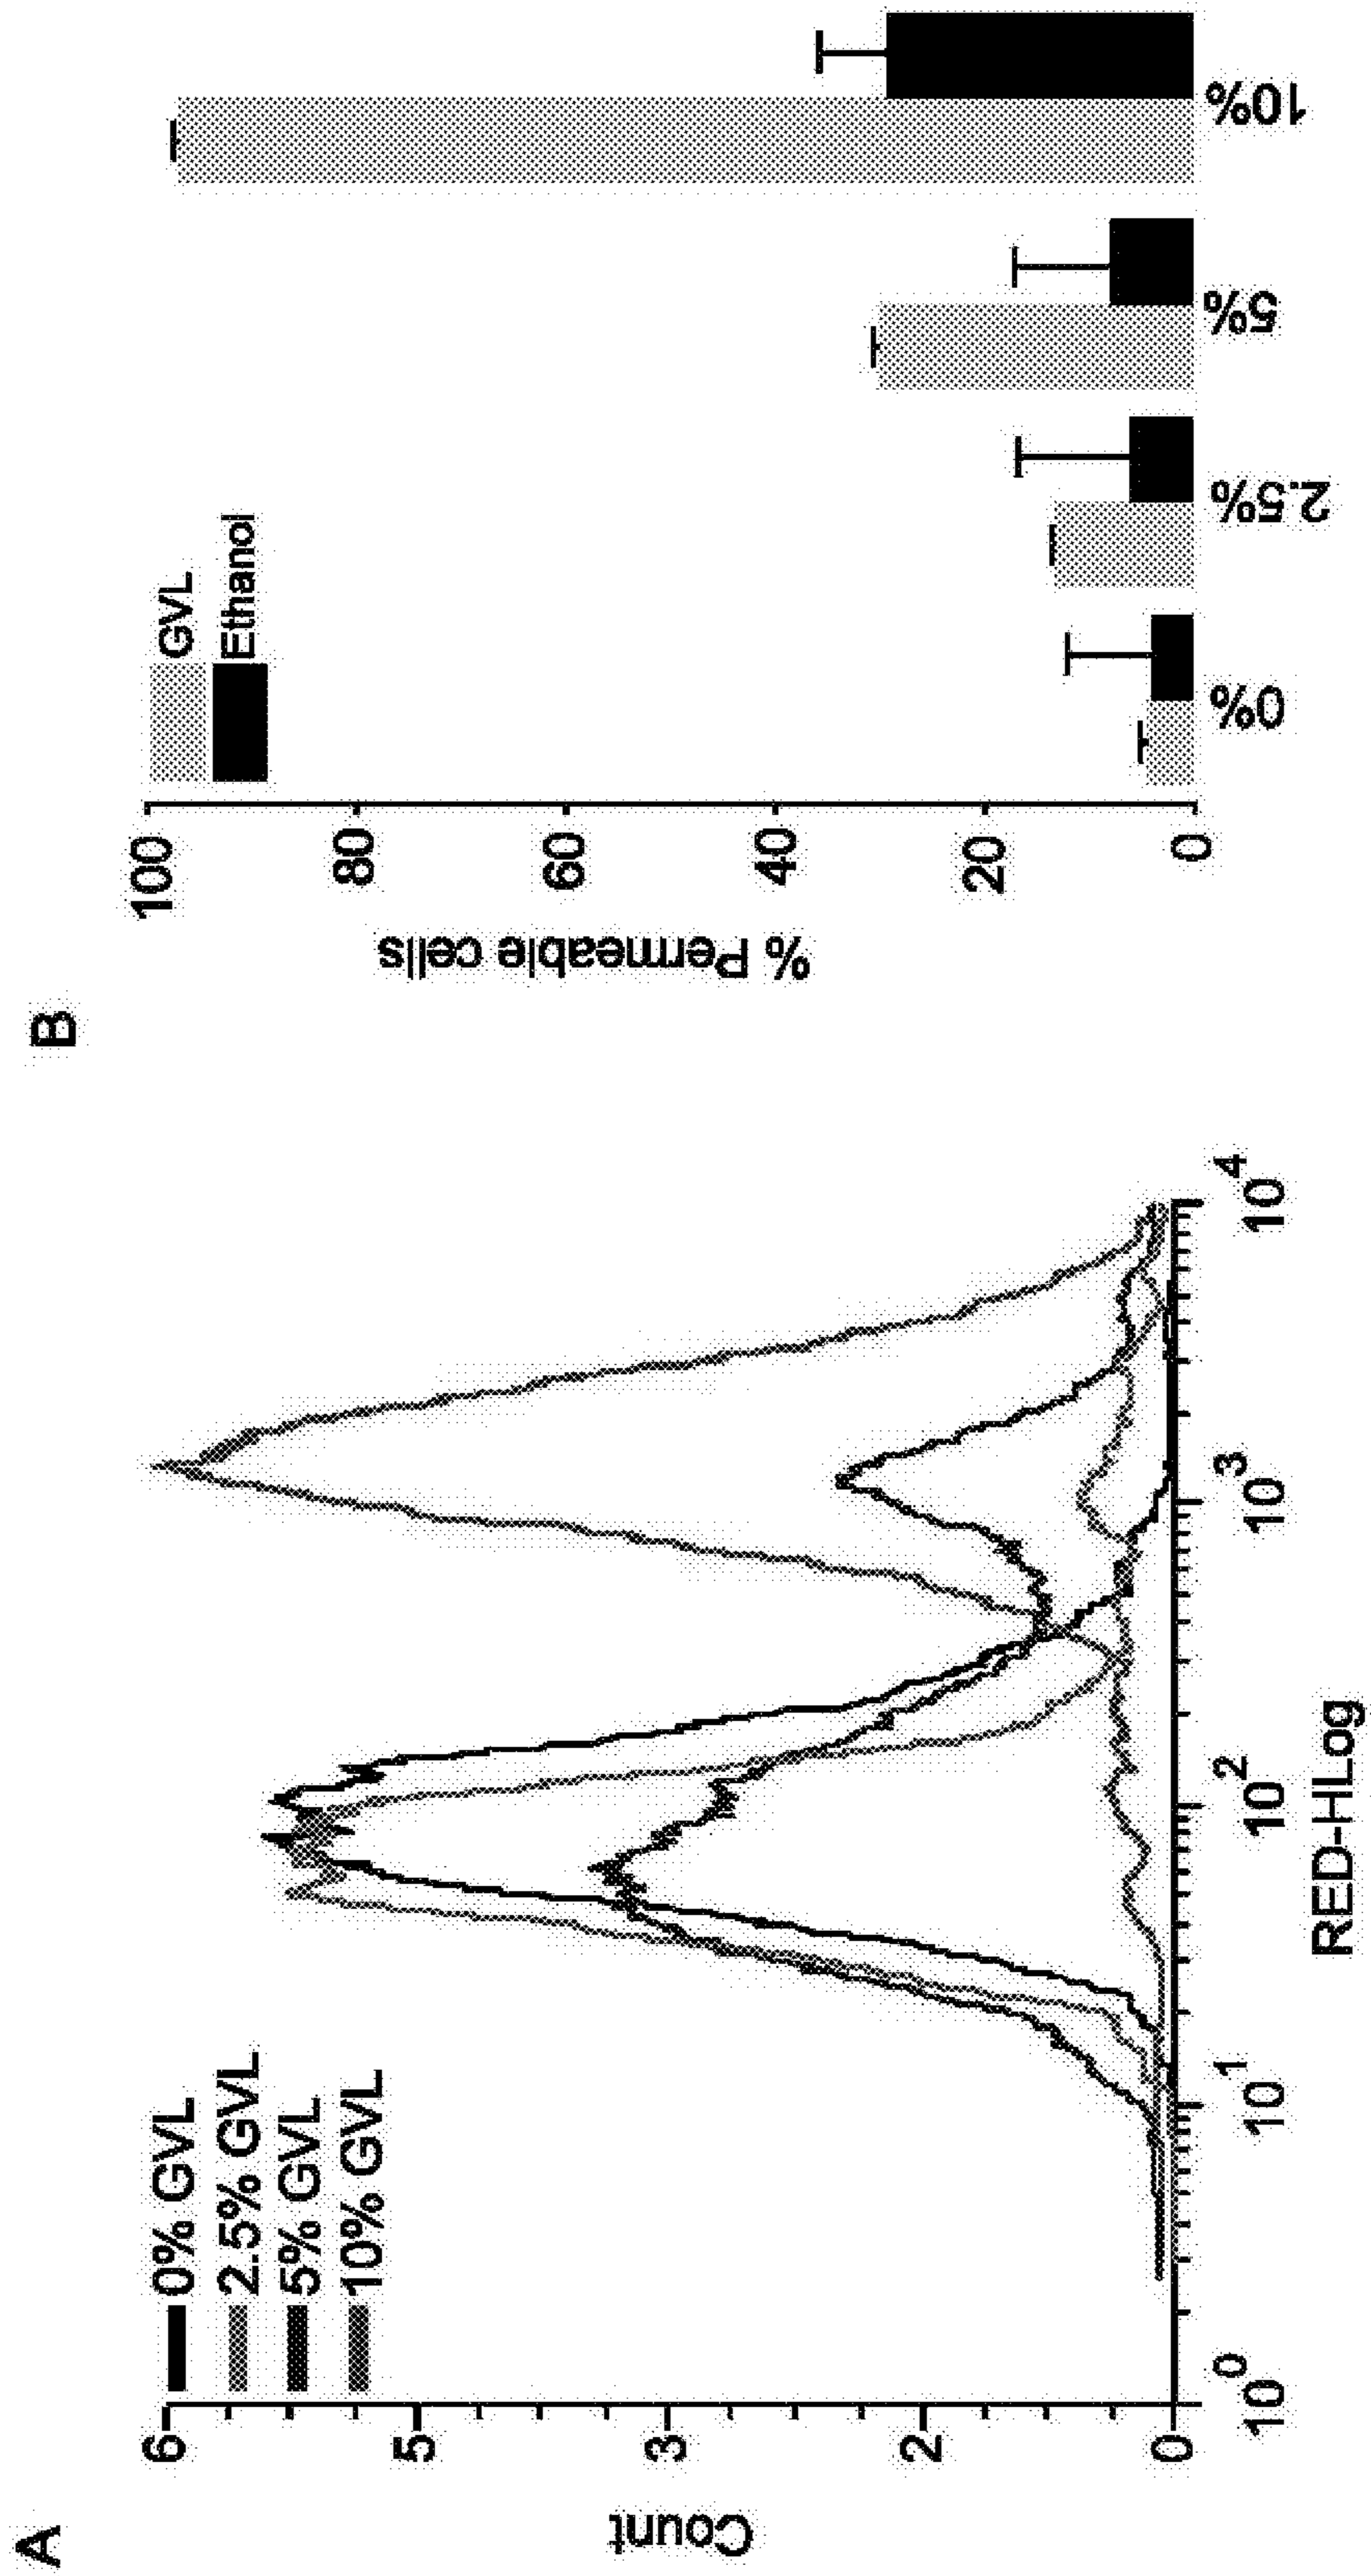 A
Count
6
5
3
2
0
0% GVL
2.5% GVL
5% GVL
10% GVL
10^0
10^1
10^2
10^3
10^4
RED-HLog
B
% Permeable cells
100
80
60
40
20
0
GVL
Ethanol
0%
2.5%
5%
10%